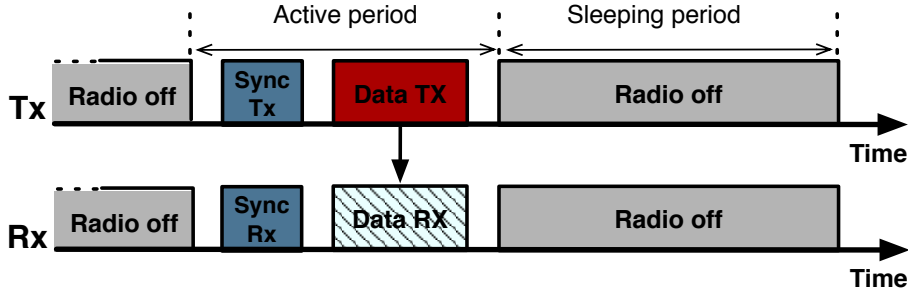 Active period
Sleeping period
Tx
Radio off
Sync
Tx
Data TX
Radio off
Time
Rx
Radio off
Sync
Rx
Data RX
Radio off
Time